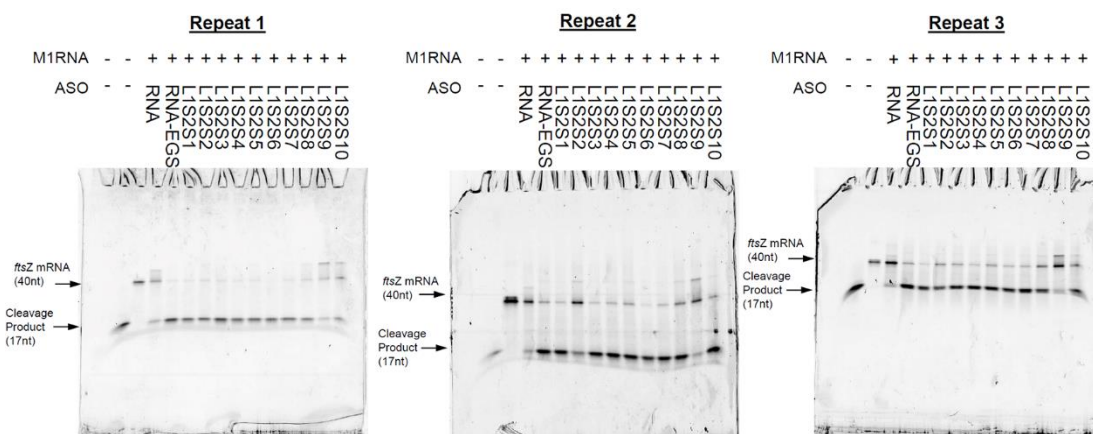 Repeat 1
M1RNA - - + + + + + + + + + + + +
ASO - - RNA RNA-EGS L1S2S1 L1S2S2 L1S2S3 L1S2S4 L1S2S5 L1S2S6 L1S2S7 L1S2S8 L1S2S9 L1S2S10
ftsZ mRNA
(40nt)
Cleavage
Product
(17nt)
Repeat 2
M1RNA - - + + + + + + + + + + + +
ASO - - RNA RNA-EGS L1S2S1 L1S2S2 L1S2S3 L1S2S4 L1S2S5 L1S2S6 L1S2S7 L1S2S8 L1S2S9 L1S2S10
ftsZ mRNA
(40nt)
Cleavage
Product
(17nt)
Repeat 3
M1RNA - - + + + + + + + + + + + +
ASO - - RNA RNA-EGS L1S2S1 L1S2S2 L1S2S3 L1S2S4 L1S2S5 L1S2S6 L1S2S7 L1S2S8 L1S2S9 L1S2S10
ftsZ mRNA
(40nt)
Cleavage
Product
(17nt)